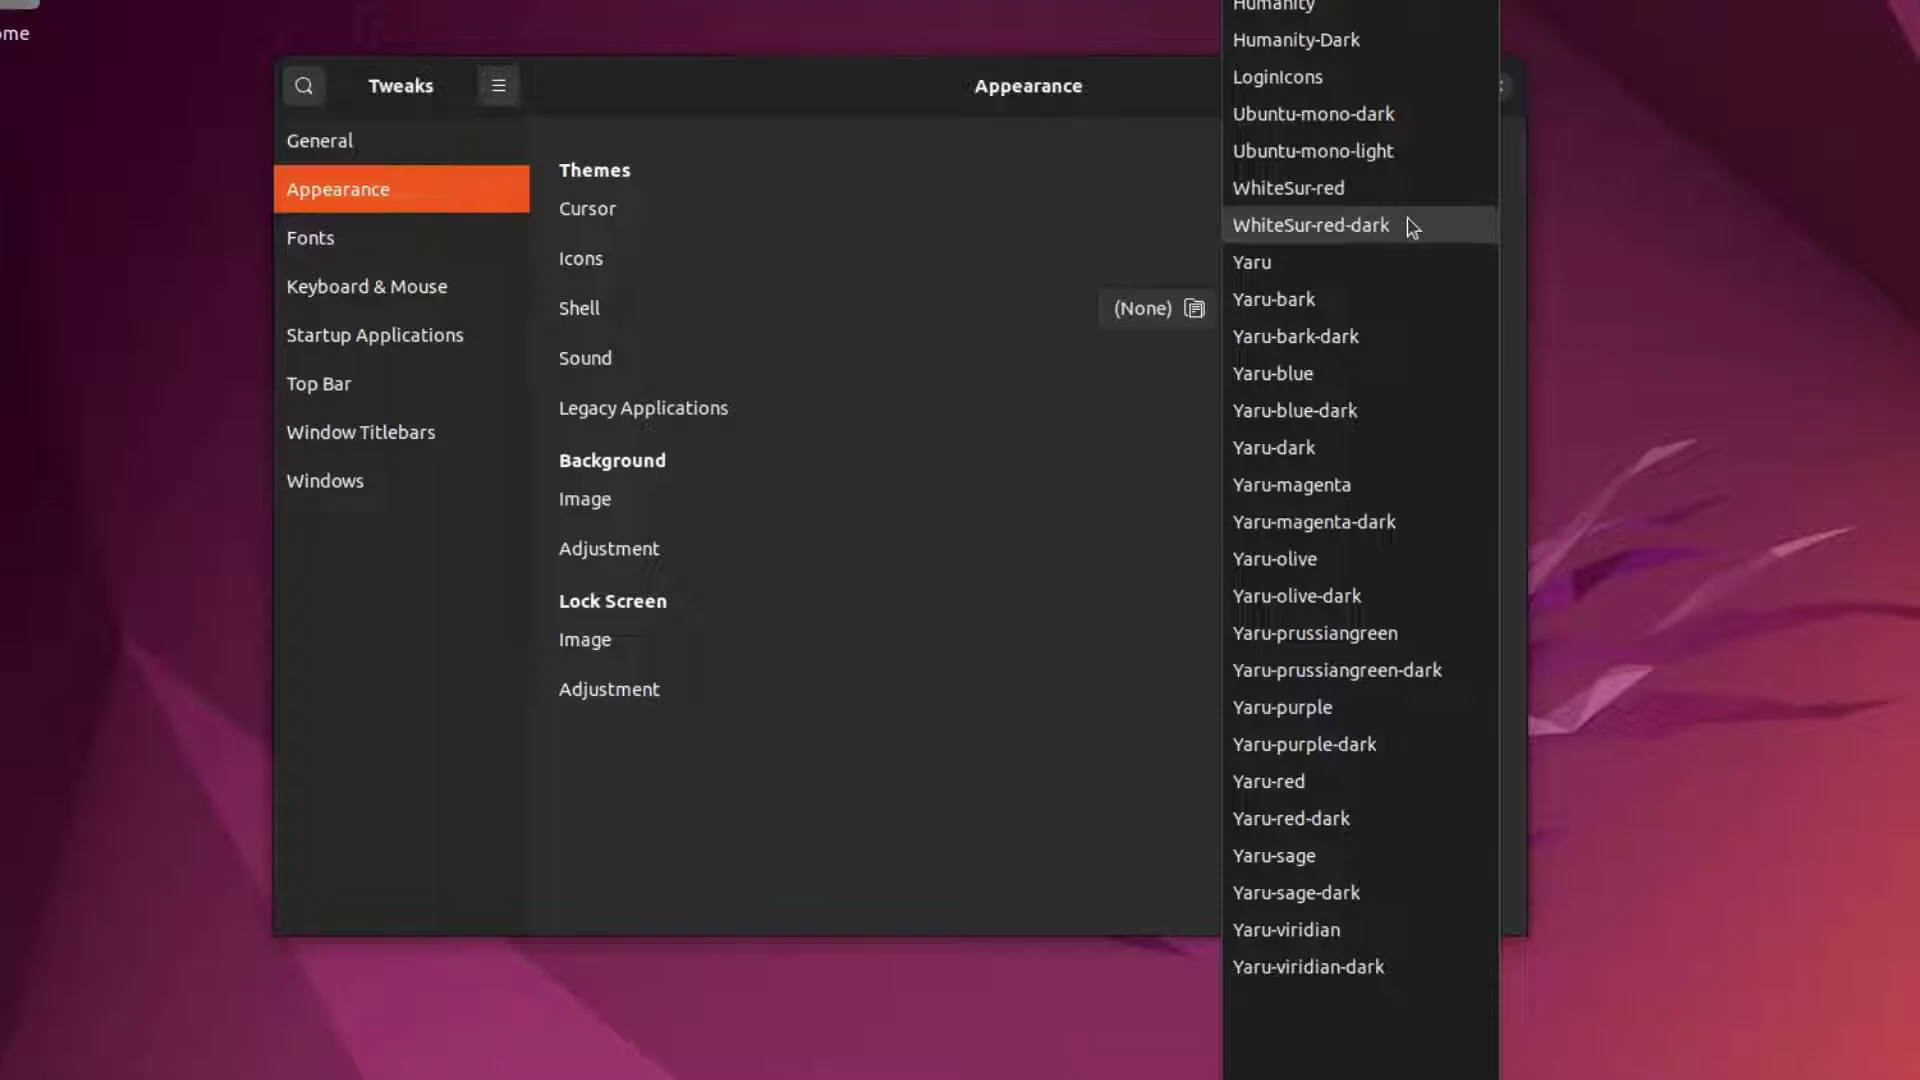 ome
Tweaks
Appearance
General
Appearance
Fonts
Keyboard & Mouse
Startup Applications
Top Bar
Window Titlebars
Windows
Themes
Cursor
Icons
Shell
(None)
Sound
Legacy Applications
Background
Image
Adjustment
Lock Screen
Image
Adjustment
Humanity
Humanity-Dark
LoginIcons
Ubuntu-mono-dark
Ubuntu-mono-light
WhiteSur-red
WhiteSur-red-dark
Yaru
Yaru-bark
Yaru-bark-dark
Yaru-blue
Yaru-blue-dark
Yaru-dark
Yaru-magenta
Yaru-magenta-dark
Yaru-olive
Yaru-olive-dark
Yaru-prussiangreen
Yaru-prussiangreen-dark
Yaru-purple
Yaru-purple-dark
Yaru-red
Yaru-red-dark
Yaru-sage
Yaru-sage-dark
Yaru-viridian
Yaru-viridian-dark